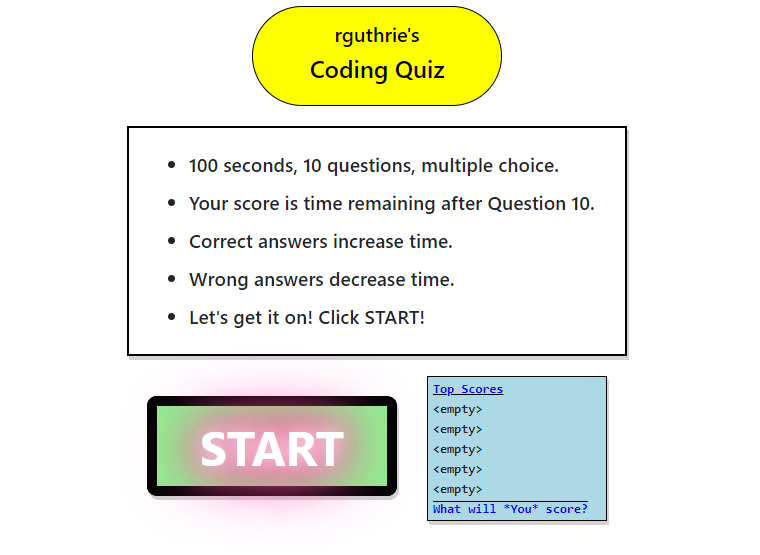 rguthrie's
Coding Quiz
100 seconds, 10 questions, multiple choice.
Your score is time remaining after Question 10.
Correct answers increase time.
Wrong answers decrease time.
Let's get it on! Click START!
START
Top Scores
<empty>
<empty>
<empty>
<empty>
<empty>
What will *You* score?